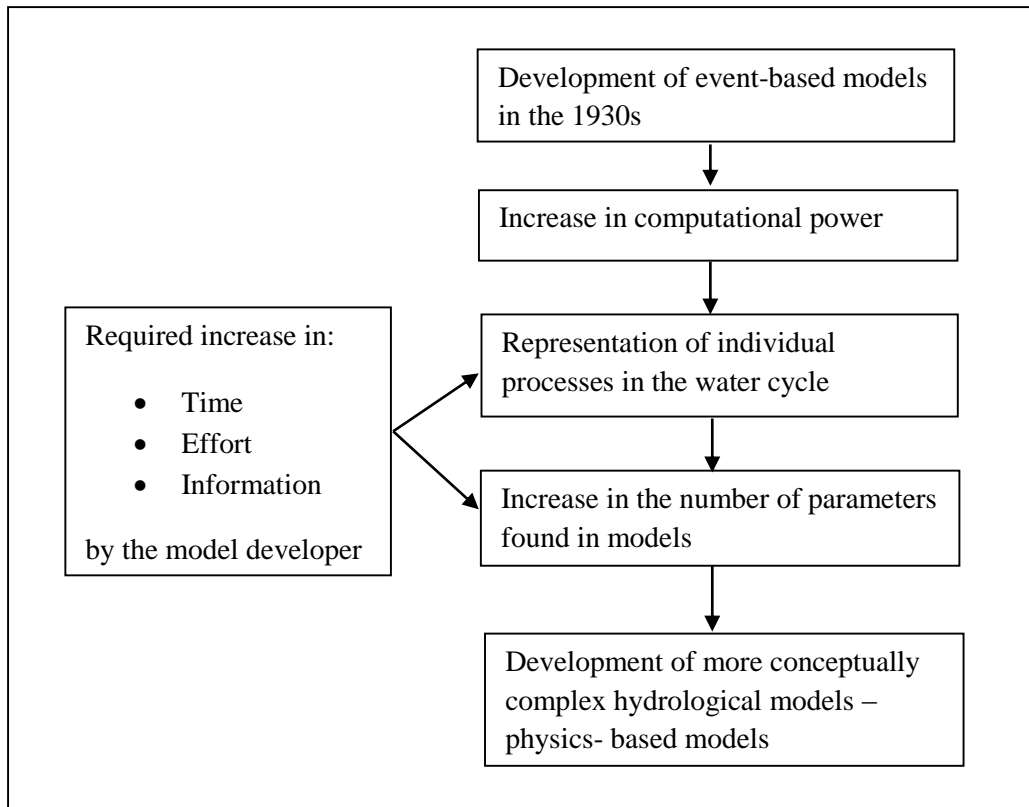 Development of event-based models
in the 1930s
Increase in computational power
Required increase in:
• Time
• Effort
• Information
by the model developer
Representation of individual
processes in the water cycle
Increase in the number of parameters
found in models
Development of more conceptually
complex hydrological models –
physics- based models